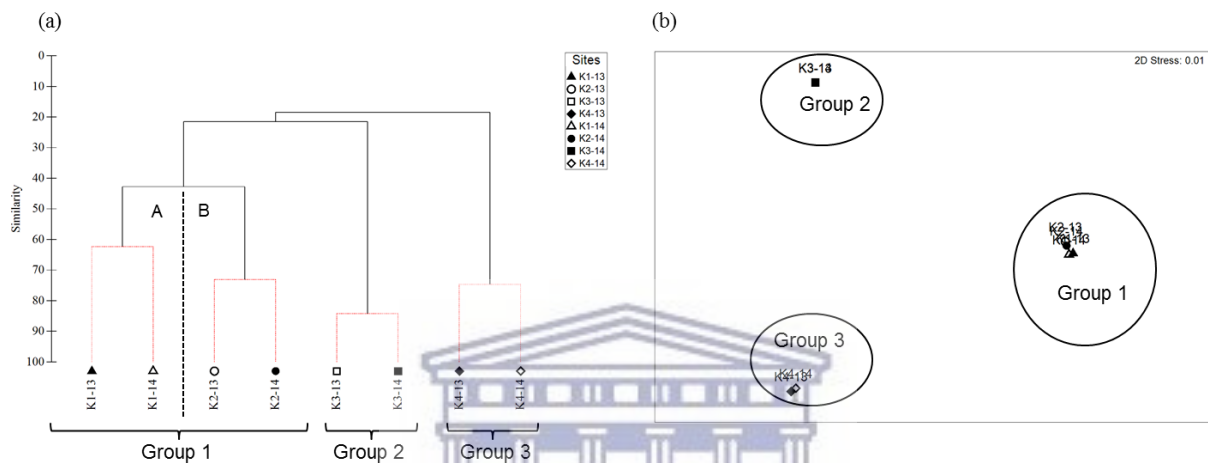 (a)
0
10
20
30
40
50
60
70
80
90
100
Similarity
A
B
Sites
K1-13
K2-13
K3-13
K4-13
K1-14
K2-14
K3-14
K4-14
K1-13
K1-14
K2-13
K2-14
K3-13
K3-14
K4-13
K4-14
Group 1
Group 2
Group 3
(b)
2D Stress: 0.01
Group 2
K2-13
Group 1
Group 3